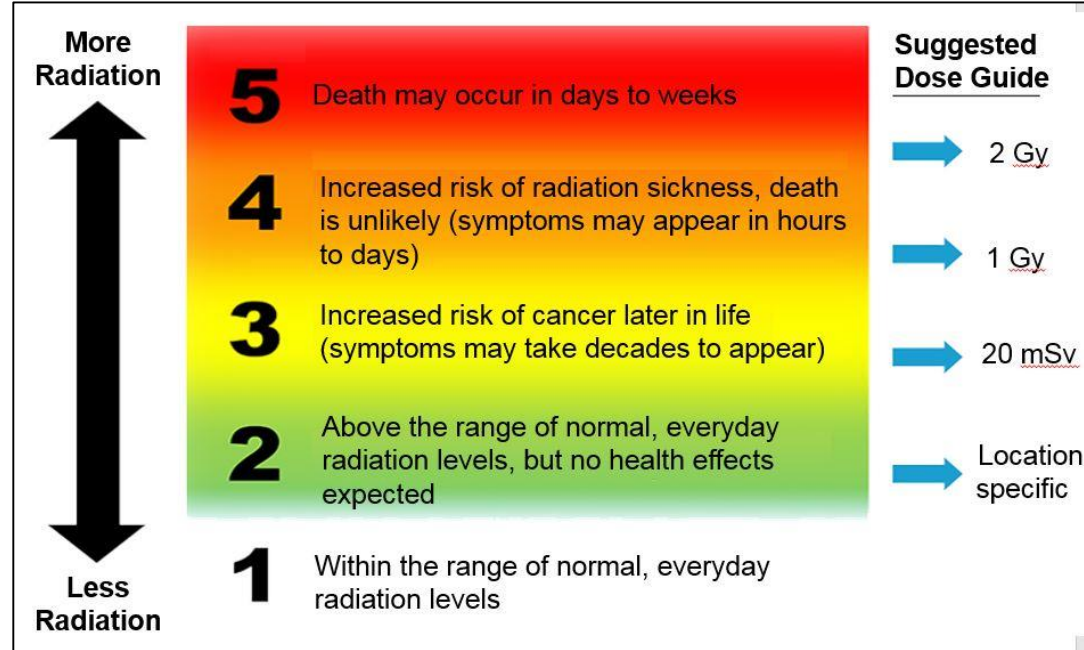 More
Radiation
Less
Radiation
5
Death may occur in days to weeks
4
Increased risk of radiation sickness, death
is unlikely (symptoms may appear in hours
to days)
3
Increased risk of cancer later in life
(symptoms may take decades to appear)
2
Above the range of normal, everyday
radiation levels, but no health effects
expected
1
Within the range of normal, everyday
radiation levels
Suggested
Dose Guide
2 Gy
1 Gy
20 mSv
Location
specific